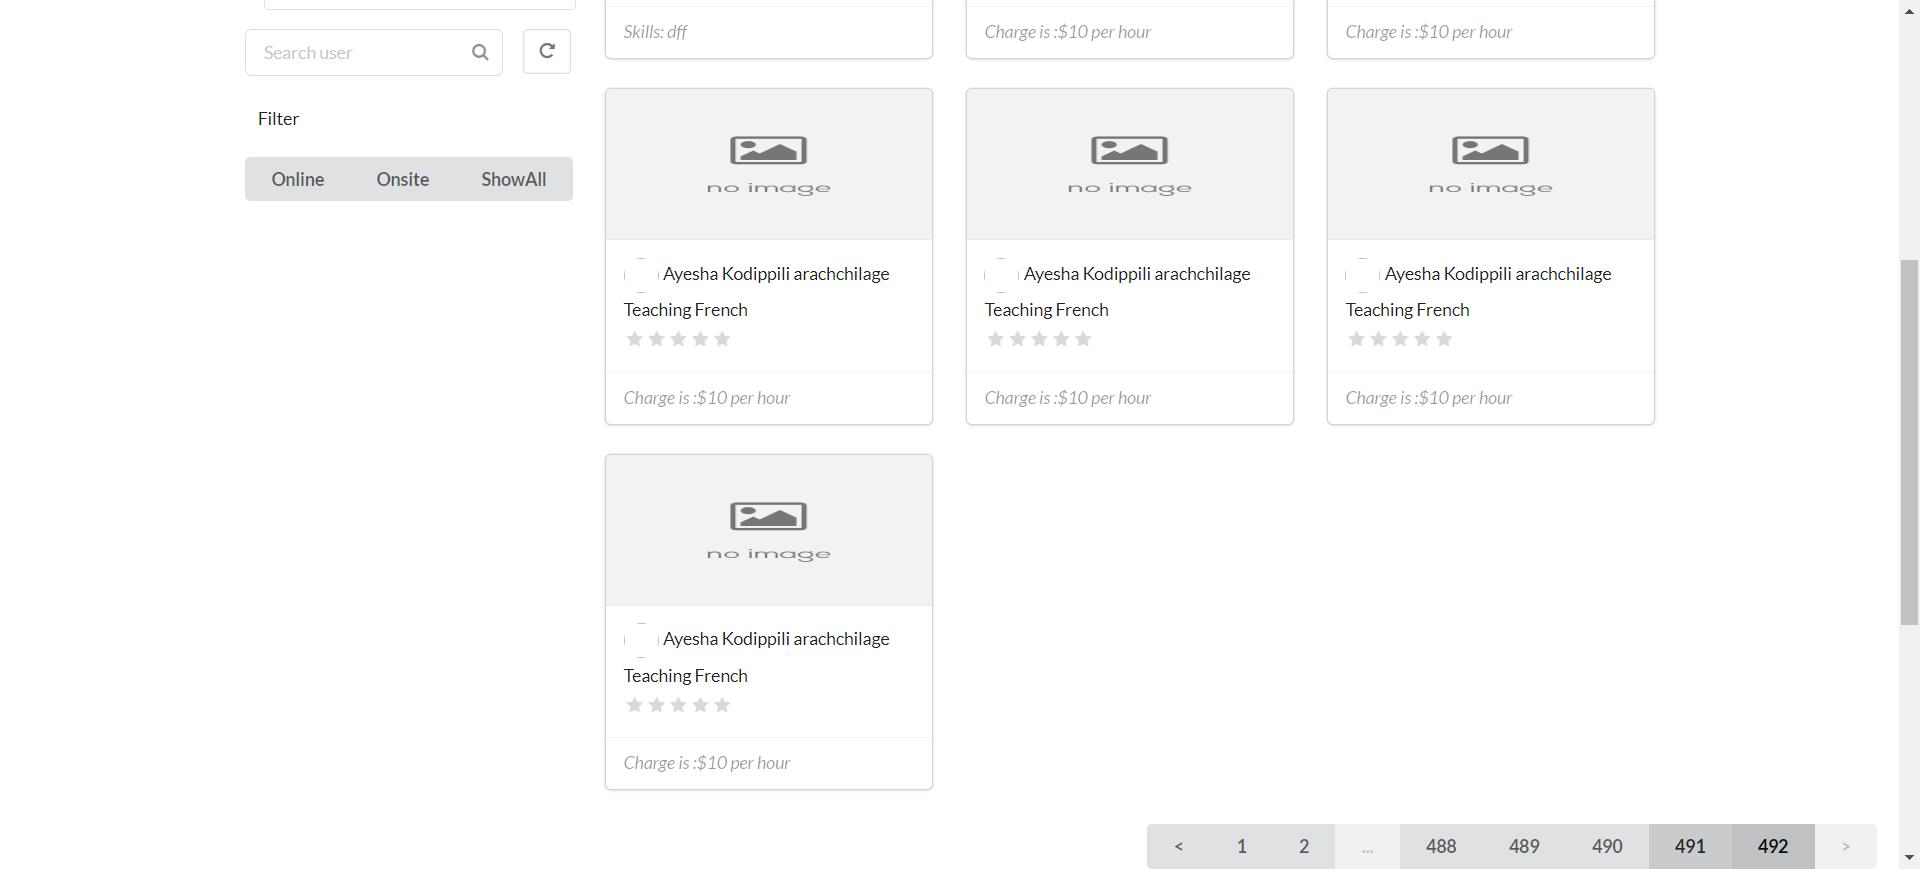 Search user
Filter
Online Onsite ShowAll
Skills: dff
Charge is :$10 per hour
Charge is :$10 per hour
no image
Ayesha Kodippili arachchilage
Teaching French
Charge is :$10 per hour
no image
Ayesha Kodippili arachchilage
Teaching French
Charge is :$10 per hour
no image
Ayesha Kodippili arachchilage
Teaching French
Charge is :$10 per hour
no image
Ayesha Kodippili arachchilage
Teaching French
Charge is :$10 per hour
< 1 2 ... 488 489 490 491 492 >